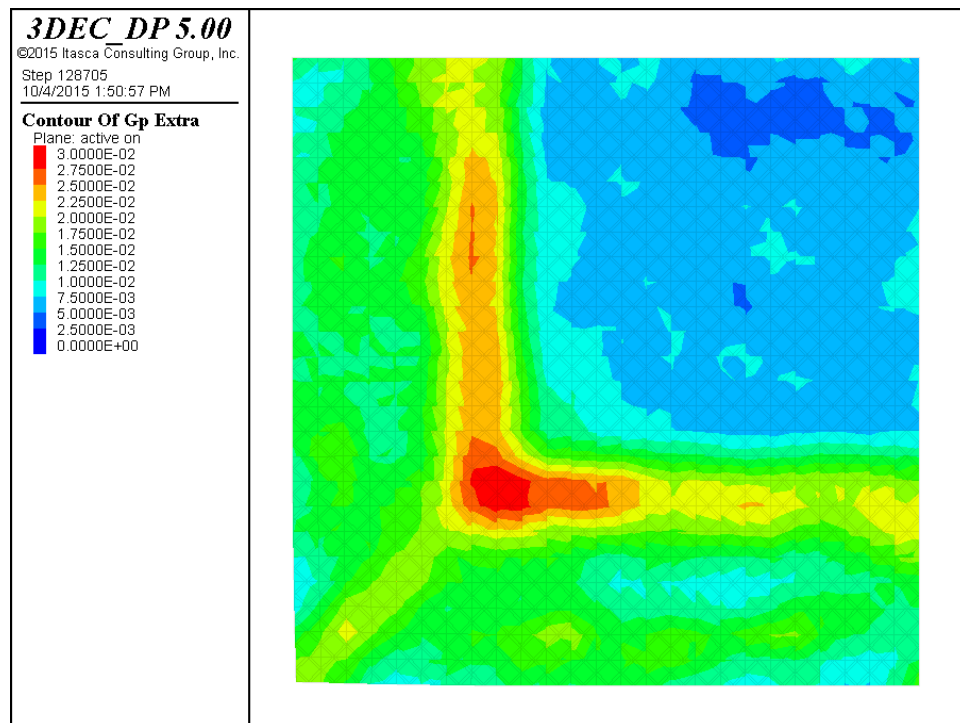 3DEC_DP 5.00
©2015 Itasca Consulting Group, Inc.
Step 128705
10/4/2015 1:50:57 PM
Contour Of Gp Extra
Plane: active on
3.0000E-02
2.7500E-02
2.5000E-02
2.2500E-02
2.0000E-02
1.7500E-02
1.5000E-02
1.2500E-02
1.0000E-02
7.5000E-03
5.0000E-03
2.5000E-03
0.0000E+00